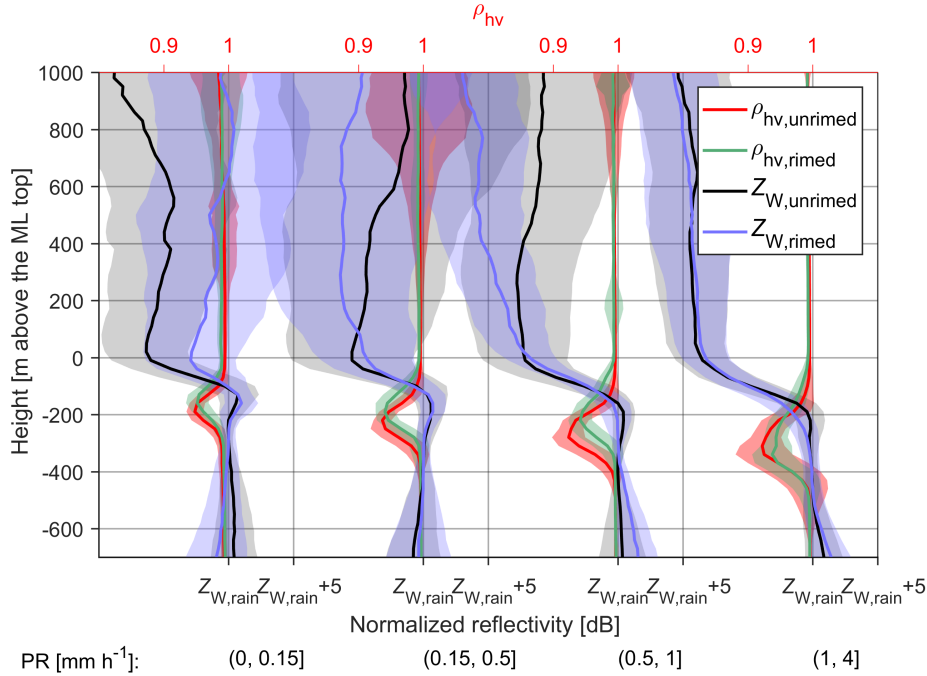 ρhv
0.9 1 0.9 1 0.9 1 0.9 1
1000
800
600
400
200
0
-200
-400
-600
Height [m above the ML top]
ρhv,unrimed
ρhv,rimed
ZW,unrimed
ZW,rimed
ZW,rain ZW,rain+5 ZW,rain ZW,rain+5 ZW,rain ZW,rain+5 ZW,rain ZW,rain+5
Normalized reflectivity [dB]
PR [mm h-1]: (0, 0.15] (0.15, 0.5] (0.5, 1] (1, 4]